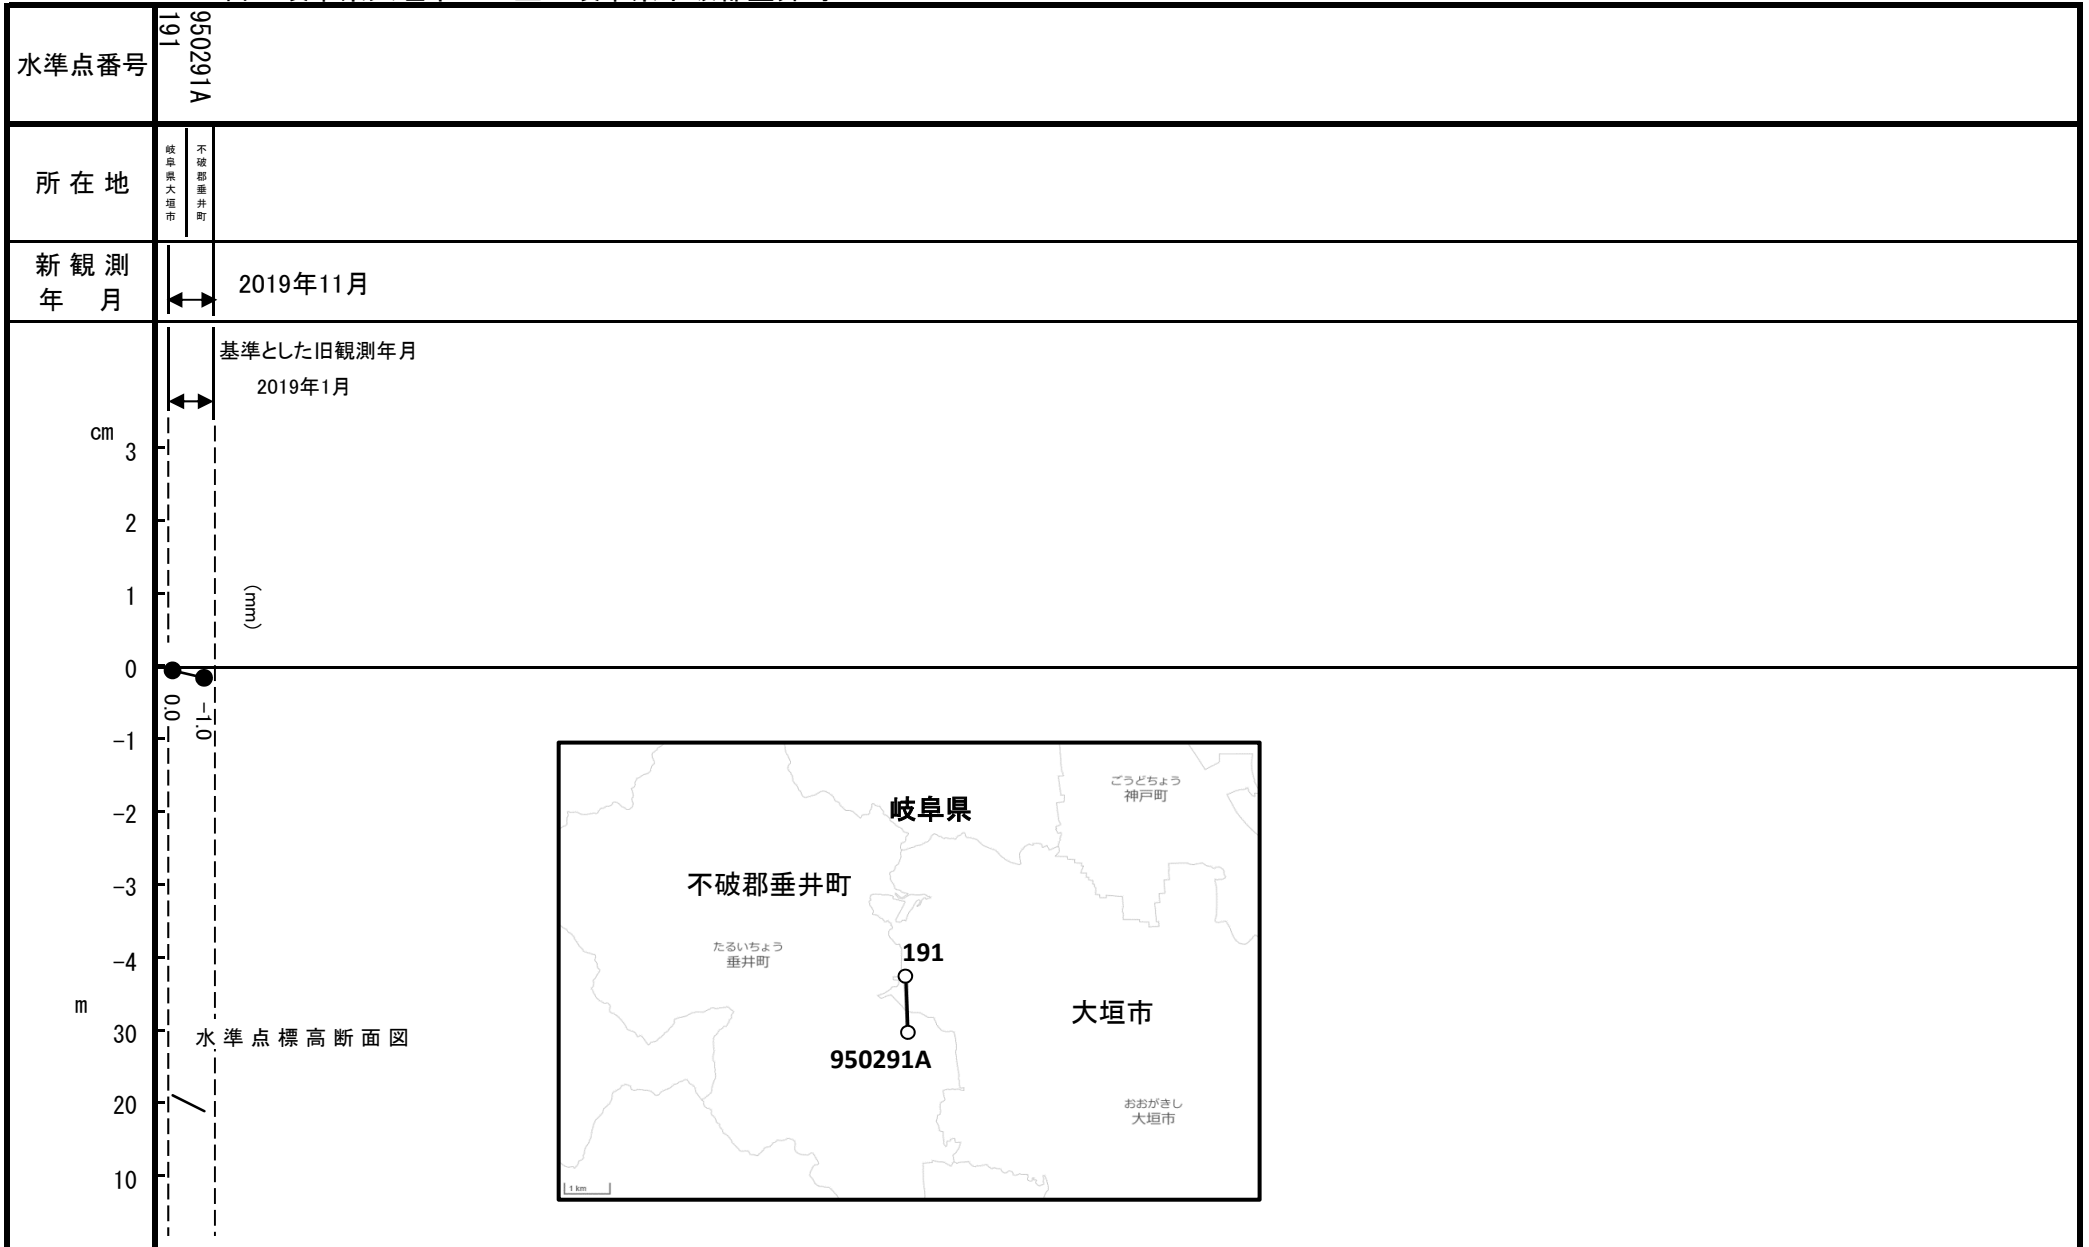 水準点番号
191
950291A
所在地
岐阜県大垣市
不破郡垂井町
新観測
年 月
2019年11月
基準とした旧観測年月
2019年1月
cm
3
2
1
(mm)
0
0.0
-1.0
-1
-2
-3
-4
m
30
水準点標高断面図
20
10
岐阜県
ごうどちょう
神戸町
不破郡垂井町
たるいちょう
垂井町
191
大垣市
950291A
おおがきし
大垣市
1 km